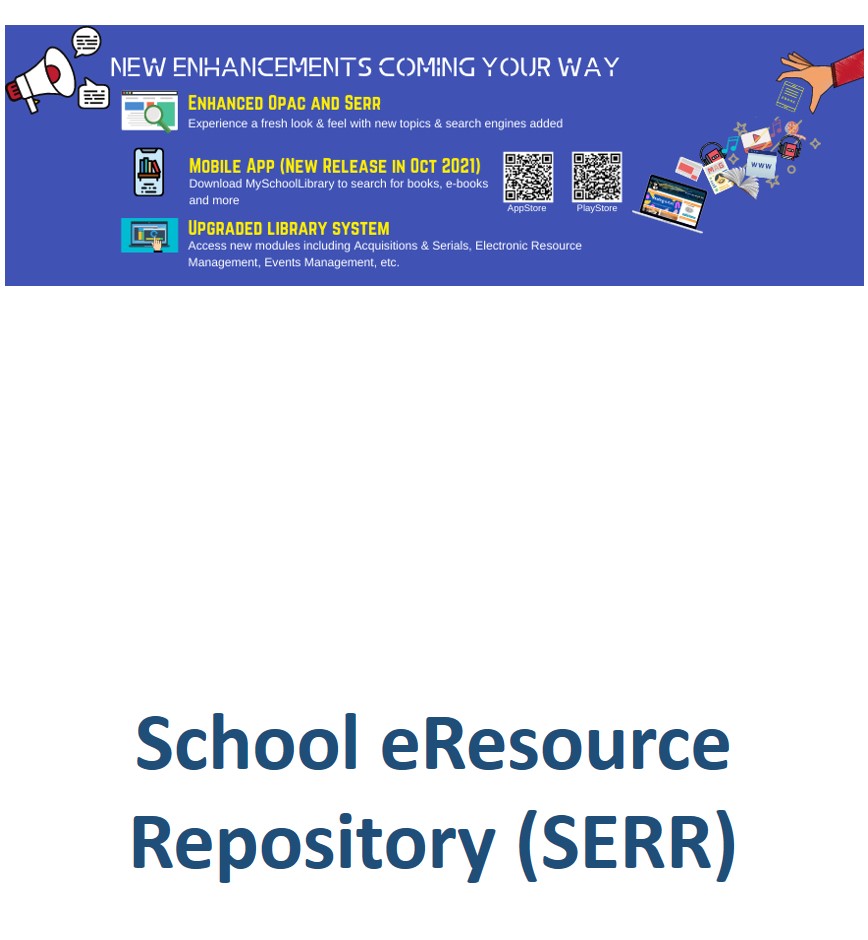 NEW ENHANCEMENTS COMING YOUR WAY
ENHANCED OPAC AND SERR
Experience a fresh look & feel with new topics & search engines added
MOBILE APP (NEW RELEASE IN OCT 2021)
Download MySchoolLibrary to search for books, e-books
and more
AppStore
PlayStore
UPGRADED LIBRARY SYSTEM
Access new modules including Acquisitions & Serials, Electronic Resource
Management, Events Management, etc.
WWW
School eResource
Repository (SERR)